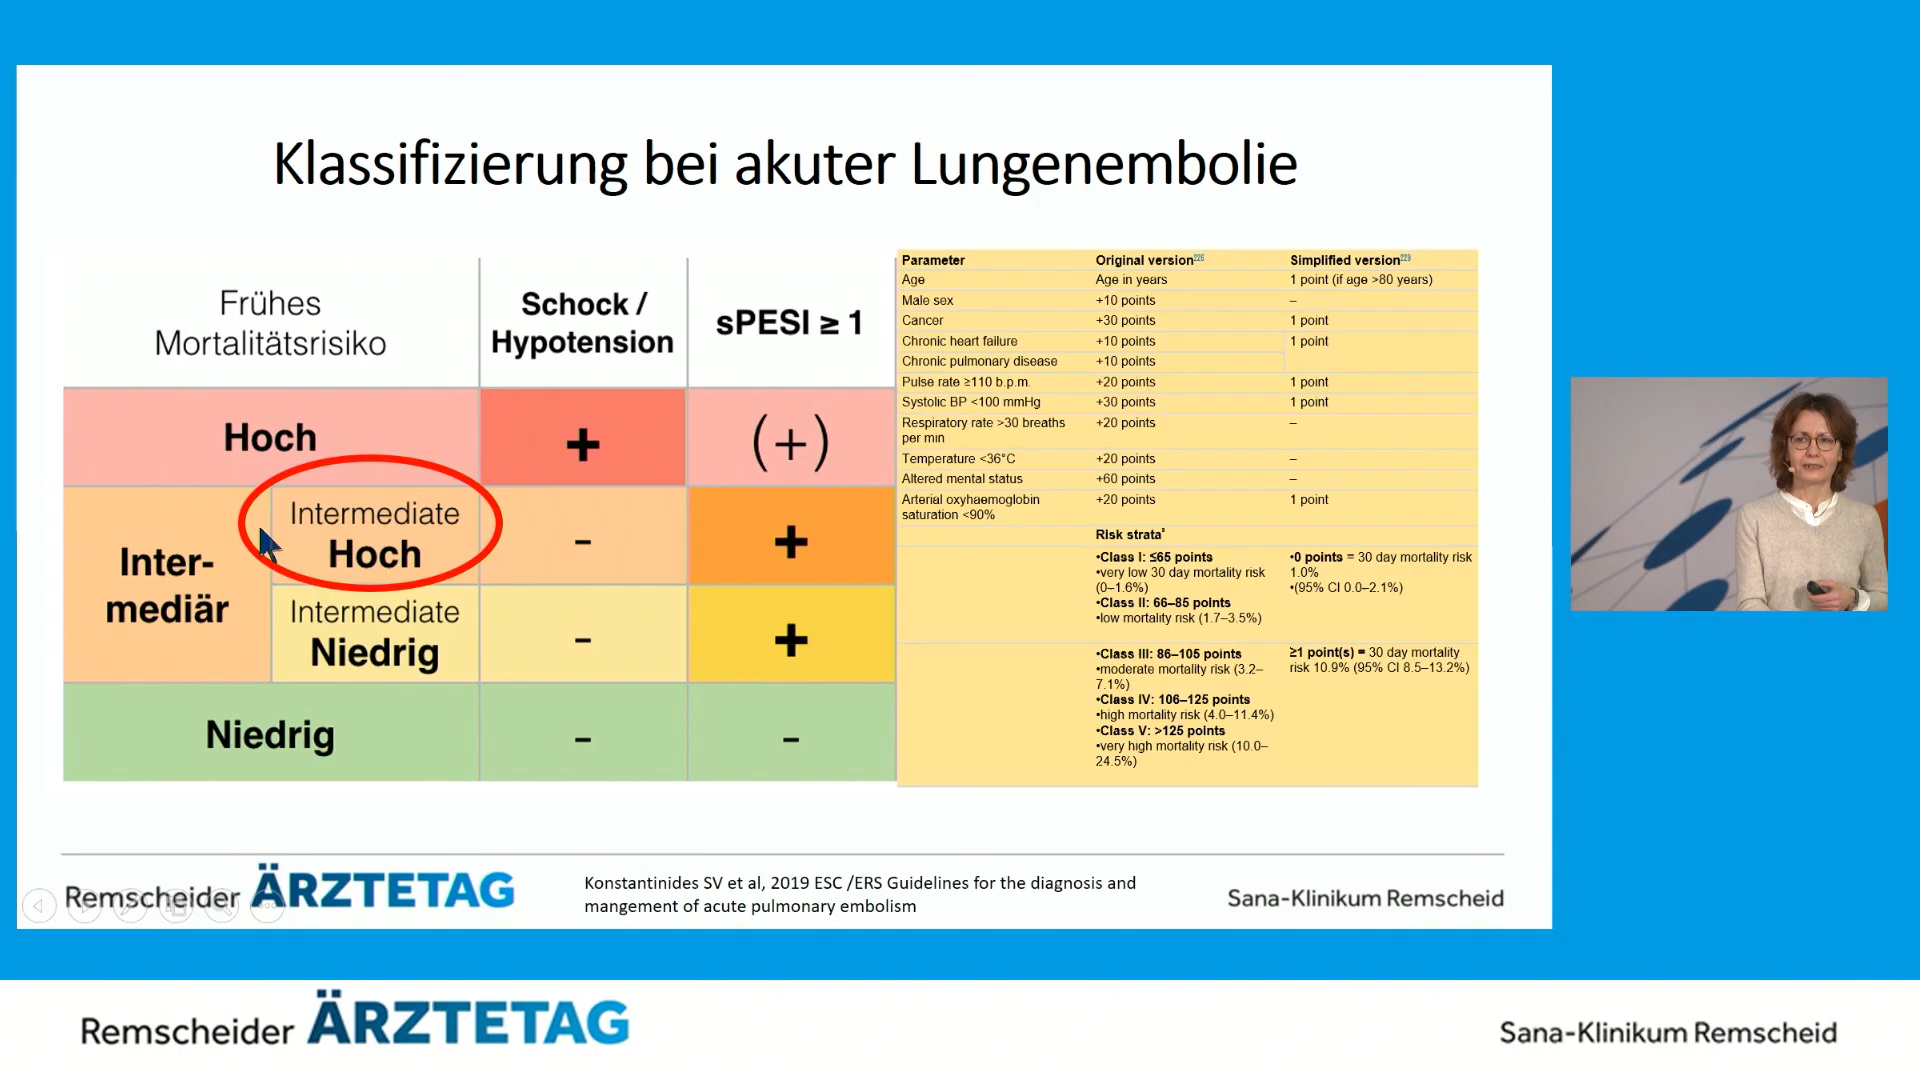 Klassifizierung bei akuter Lungenembolie
Frühes
Mortalitätsrisiko
Schock /
Hypotension
sPESI ≥ 1
Hoch
+
(+)
Inter-
mediär
Intermediate
Hoch
-
+
Intermediate
Niedrig
-
+
Niedrig
-
-
Parameter Original version226 Simplified version229
Age Age in years 1 point (if age >80 years)
Male sex +10 points –
Cancer +30 points 1 point
Chronic heart failure +10 points 1 point
Chronic pulmonary disease +10 points
Pulse rate ≥110 b.p.m. +20 points 1 point
Systolic BP <100 mmHg +30 points 1 point
Respiratory rate >30 breaths +20 points –
per min
Temperature <36°C +20 points –
Altered mental status +60 points –
Arterial oxyhaemoglobin +20 points 1 point
saturation <90%
Risk strataª
•Class I: ≤65 points
•very low 30 day mortality risk
(0–1.6%)
•Class II: 66–85 points
•low mortality risk (1.7–3.5%)
•0 points = 30 day mortality risk
1.0%
•(95% CI 0.0–2.1%)
•Class III: 86–105 points
•moderate mortality risk (3.2–
7.1%)
•Class IV: 106–125 points
•high mortality risk (4.0–11.4%)
•Class V: >125 points
•very high mortality risk (10.0–
24.5%)
≥1 point(s) = 30 day mortality
risk 10.9% (95% CI 8.5–13.2%)
Remscheider ÄRZTETAG
Konstantinides SV et al, 2019 ESC /ERS Guidelines for the diagnosis and
mangement of acute pulmonary embolism
Sana-Klinikum Remscheid
Remscheider ÄRZTETAG
Sana-Klinikum Remscheid